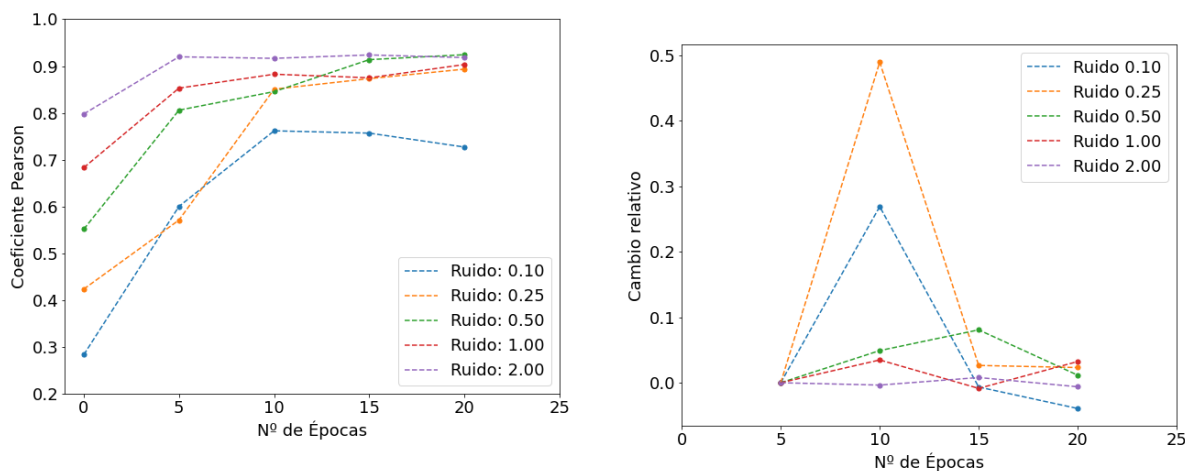 1.0
0.9
0.8
0.7
0.6
0.5
0.4
0.3
0.2
Coeficiente Pearson
0
5
10
15
20
25
Nº de Épocas
Ruido: 0.10
Ruido: 0.25
Ruido: 0.50
Ruido: 1.00
Ruido: 2.00
0.5
0.4
0.3
0.2
0.1
0.0
Cambio relativo
0
5
10
15
20
25
Nº de Épocas
Ruido 0.10
Ruido 0.25
Ruido 0.50
Ruido 1.00
Ruido 2.00